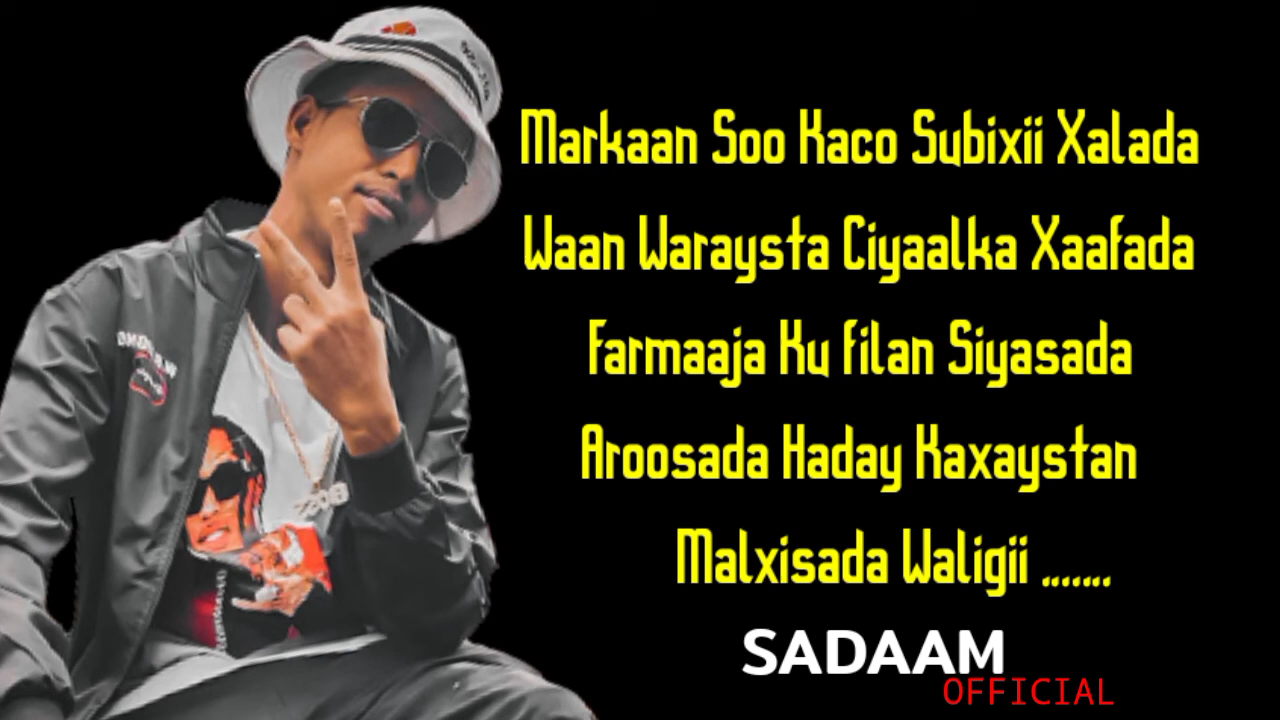 Markaan Soo Kaco Subixii Xalada
Waan Waraysta Ciyaalka Xaafada
Farmaaja Ku filan Siyasada
Aroosada Haday Kaxaystan
Malxisada Waligii .......
SADAAM
OFFICIAL